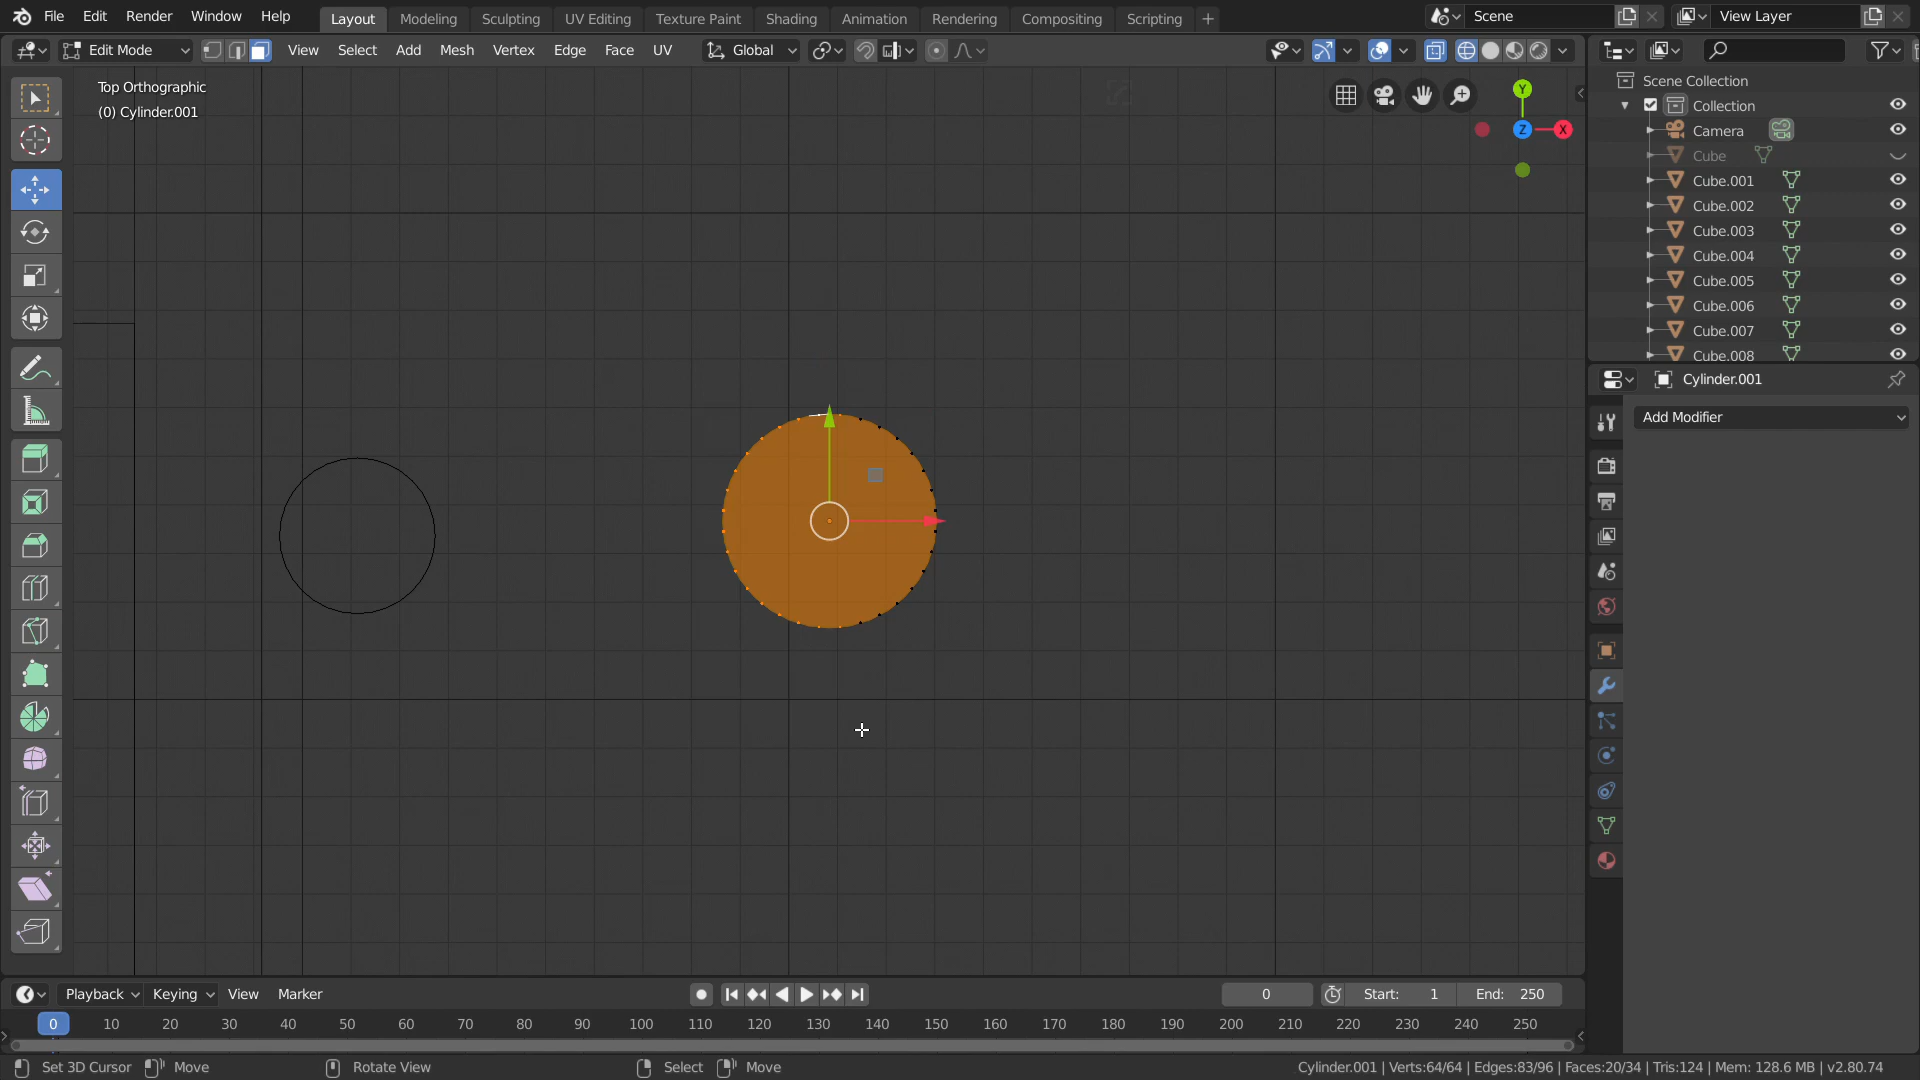 File Edit Render Window Help Layout Modeling Sculpting UV Editing Texture Paint Shading Animation Rendering Compositing Scripting Scene View Layer
Edit Mode View Select Add Mesh Vertex Edge Face UV Global
Top Orthographic
(0) Cylinder.001
Y
Z
X
Scene Collection
Collection
Camera
Cube
Cube.001
Cube.002
Cube.003
Cube.004
Cube.005
Cube.006
Cube.007
Cube.008
Cylinder.001
Add Modifier
Playback Keying View Marker 0 Start: 1 End: 250
0 10 20 30 40 50 60 70 80 90 100 110 120 130 140 150 160 170 180 190 200 210 220 230 240 250
Set 3D Cursor Move Rotate View Select Move Cylinder.001 | Verts:64/64 | Edges:83/96 | Faces:20/34 | Tris:124 | Mem: 128.6 MB | v2.80.74